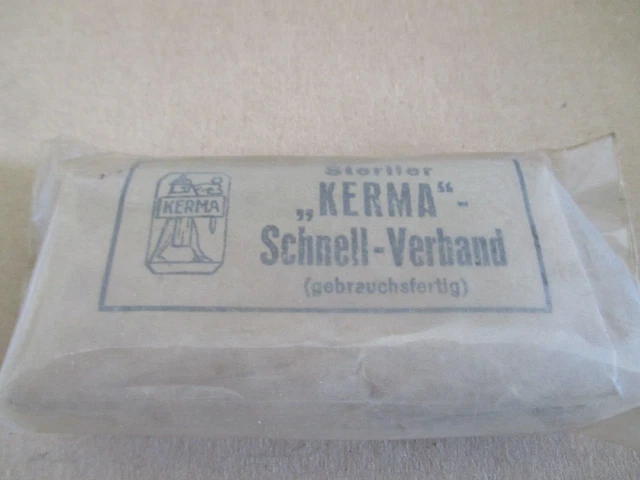 Steriler
„KERMA“-
Schnell-Verband
(gebrauchsfertig)
KERMA